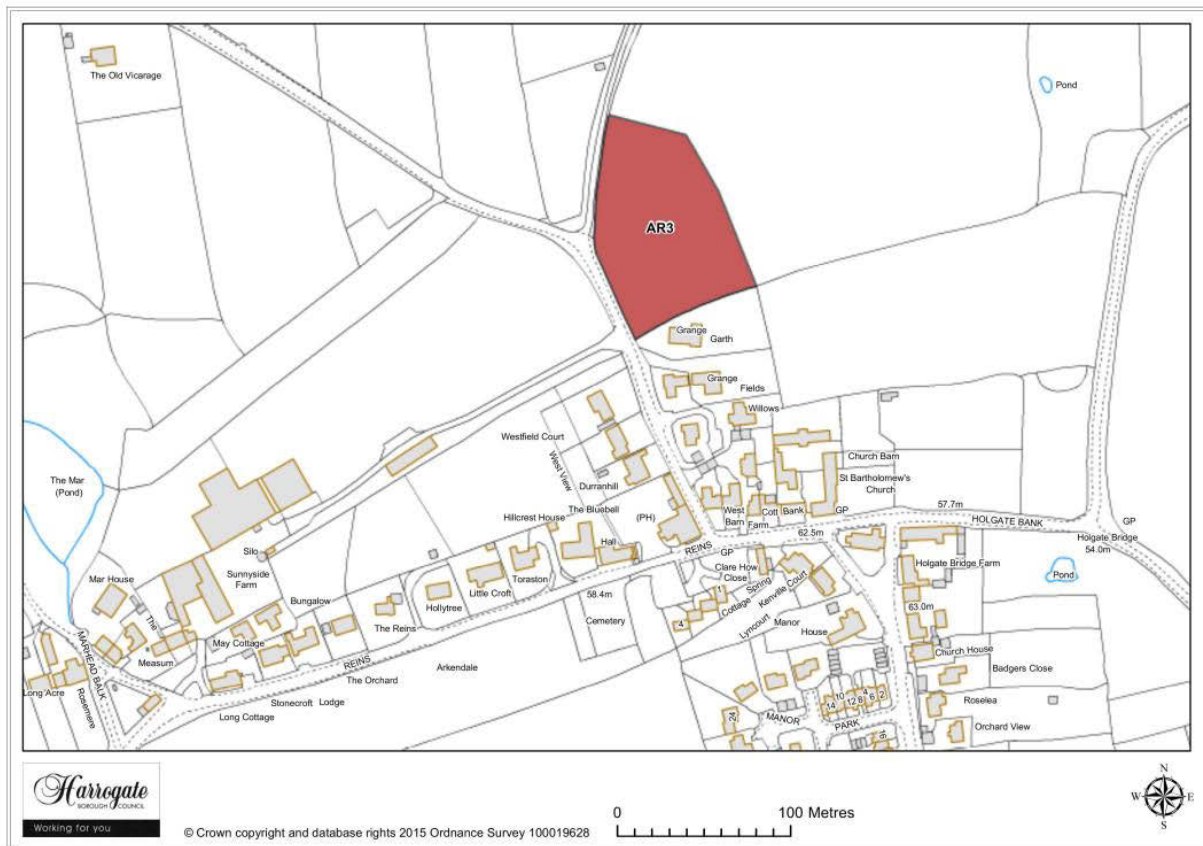 The Old Vicarage
Pond
AR3
Grange
Garth
Grange
Fields
Willows
Westfield Court
West View
Church Barn
St Bartholomew's
Church
The Mar
(Pond)
Durranhill
The Bluebell
(PH)
West
Barn
Farm
Cott
Bank
GP
57.7m
HOLGATE BANK
GP
Hillcrest House
Hall
62.5m
Holgate Bridge
54.0m
REINS
GP
Silo
Sunnyside
Farm
Toraston
Clare How
Close
Holgate Bridge Farm
Mar House
Little Croft
58.4m
Spring
Cottage
Kenville Court
Pond
The
Bungalow
Hollytree
1
4
Cemetery
Lyncourt
Manor
House
63.0m
May Cottage
The Reins
Measum
REINS
Arkendale
Church House
Badgers Close
MARHEAD BALK
Long Acre
Rosemere
The Orchard
Stonecroft
Lodge
Long Cottage
24
MANOR
PARK
14
10
12
8
4
6
2
16
Roselea
Orchard View
Harrogate
BOROUGH COUNCIL
Working for you
© Crown copyright and database rights 2015 Ordnance Survey 100019628
0
100 Metres
N
W
E
S